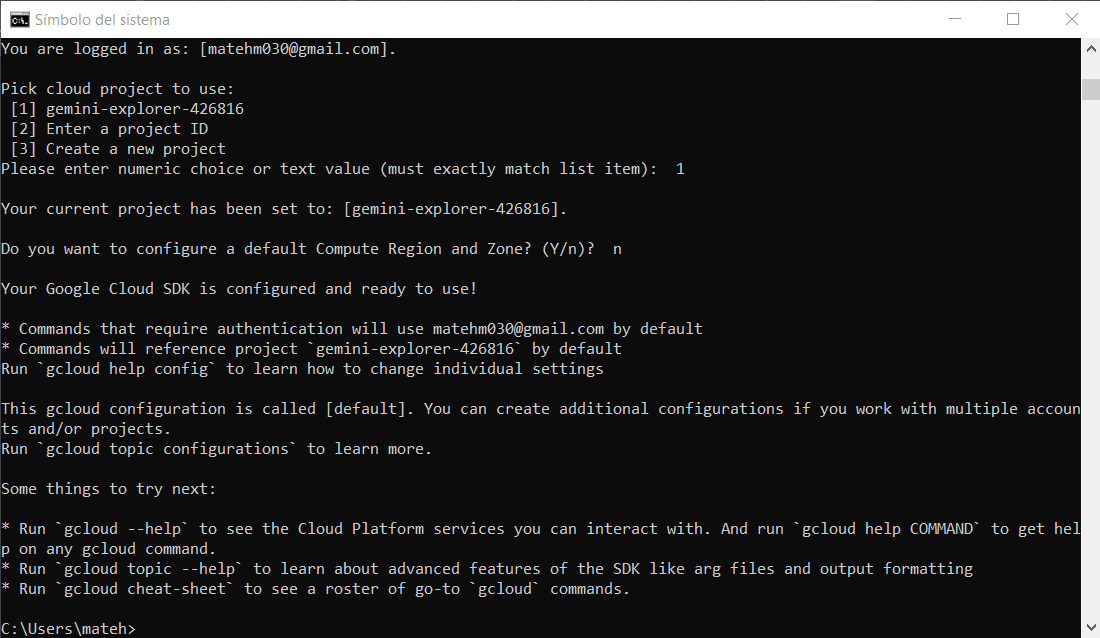 Símbolo del sistema
You are logged in as: [matehm030@gmail.com].
Pick cloud project to use:
[1] gemini-explorer-426816
[2] Enter a project ID
[3] Create a new project
Please enter numeric choice or text value (must exactly match list item):  1
Your current project has been set to: [gemini-explorer-426816].
Do you want to configure a default Compute Region and Zone? (Y/n)?  n
Your Google Cloud SDK is configured and ready to use!
* Commands that require authentication will use matehm030@gmail.com by default
* Commands will reference project `gemini-explorer-426816` by default
Run `gcloud help config` to learn how to change individual settings
This gcloud configuration is called [default]. You can create additional configurations if you work with multiple accoun
ts and/or projects.
Run `gcloud topic configurations` to learn more.
Some things to try next:
* Run `gcloud --help` to see the Cloud Platform services you can interact with. And run `gcloud help COMMAND` to get hel
p on any gcloud command.
* Run `gcloud topic --help` to learn about advanced features of the SDK like arg files and output formatting
* Run `gcloud cheat-sheet` to see a roster of go-to `gcloud` commands.
C:\Users\mateh>